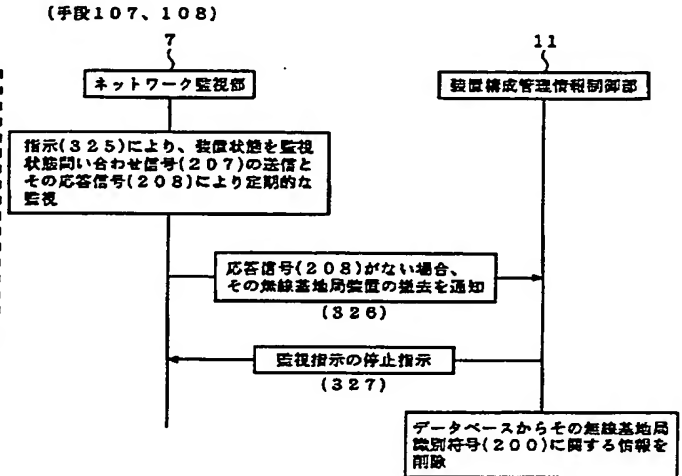 (手段107、108)
7
11
ネットワーク監視部
装置構成管理情報制御部
指示(325)により、装置状態を監視
状態問い合わせ信号(207)の送信と
その応答信号(208)により定期的な
監視
応答信号(208)がない場合、
その無線基地局装置の撤去を通知
(326)
監視指示の停止指示
(327)
データベースからその無線基地局
識別符号(200)に関する情報を
削除